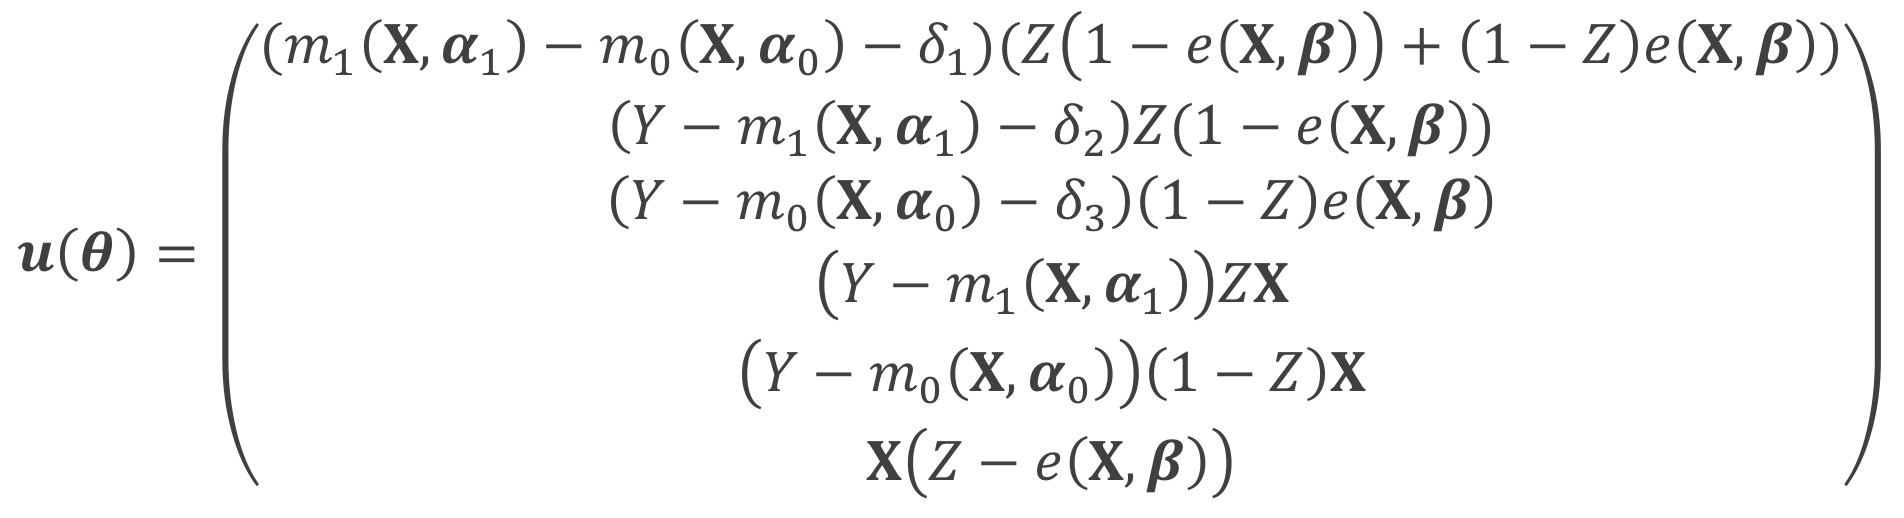 (m₁(𝐗, 𝜶₁) − m₀(𝐗, 𝜶₀) − δ₁)(Z(1 − e(𝐗, 𝜷)) + (1 − Z)e(𝐗, 𝜷))
(Y − m₁(𝐗, 𝜶₁) − δ₂)Z(1 − e(𝐗, 𝜷))
(Y − m₀(𝐗, 𝜶₀) − δ₃)(1 − Z)e(𝐗, 𝜷)
𝒖(𝜽) =
(Y − m₁(𝐗, 𝜶₁))Z𝐗
(Y − m₀(𝐗, 𝜶₀))(1 − Z)𝐗
𝐗(Z − e(𝐗, 𝜷))